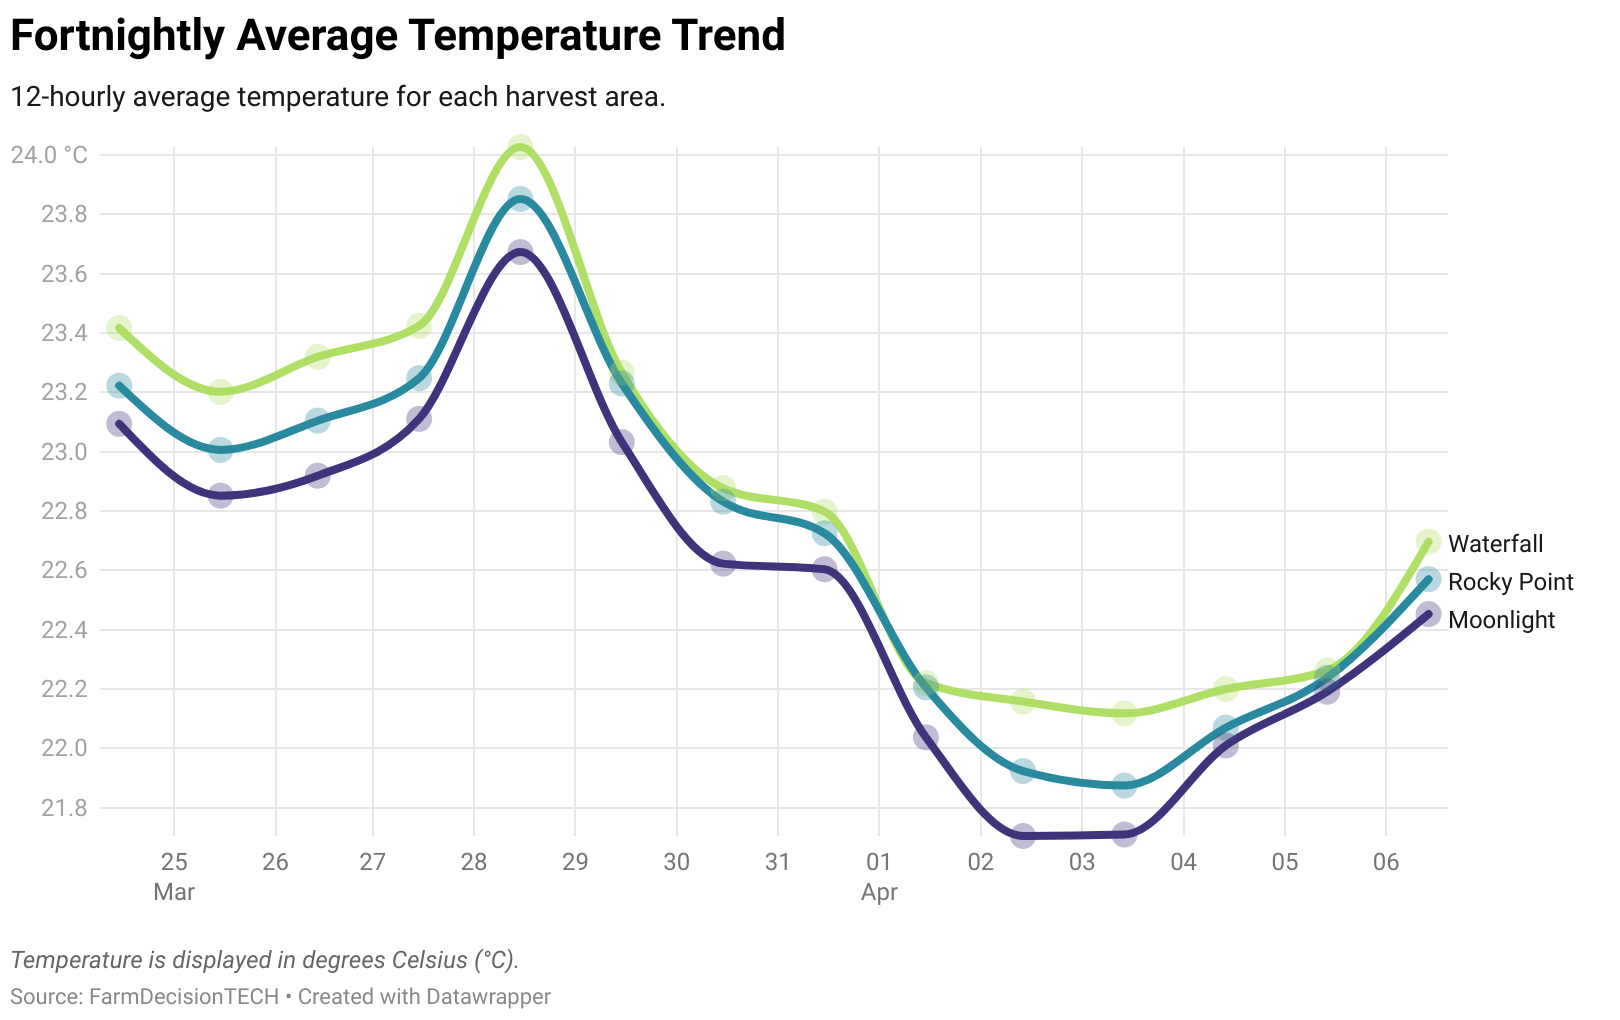 Fortnightly Average Temperature Trend
12-hourly average temperature for each harvest area.
24.0 °C
23.8
23.6
23.4
23.2
23.0
22.8
22.6
22.4
22.2
22.0
21.8
Waterfall
Rocky Point
Moonlight
25 26 27 28 29 30 31 01 02 03 04 05 06
Mar Apr
Temperature is displayed in degrees Celsius (°C).
Source: FarmDecisionTECH • Created with Datawrapper